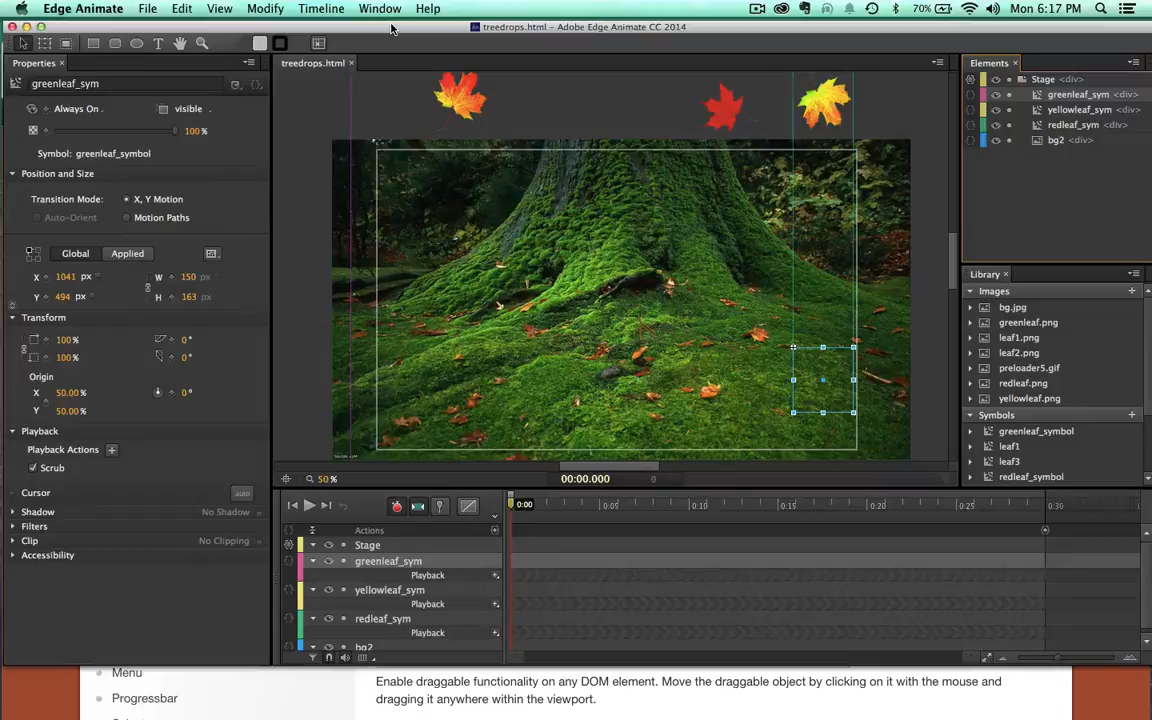 Edge Animate File Edit View Modify Timeline Window Help 70% Mon 6:17 PM
treedrops.html – Adobe Edge Animate CC 2014
Properties ×
greenleaf_sym
Always On
visible
100 %
Symbol: greenleaf_symbol
Position and Size
Transition Mode: X, Y Motion
Auto-Orient Motion Paths
Global Applied
X 1041 px W 150 px
Y 494 px H 163 px
Transform
100 % 0 °
100 % 0 °
Origin
X 50.00 % 0 °
Y 50.00 %
Playback
Playback Actions +
Scrub
Cursor auto
Shadow No Shadow
Filters
Clip No Clipping
Accessibility
treedrops.html ×
50 %
00:00.000 0
Elements ×
Stage <div>
greenleaf_sym <div>
yellowleaf_sym <div>
redleaf_sym <div>
bg2 <div>
Library ×
Images +
bg.jpg
greenleaf.png
leaf1.png
leaf2.png
preloader5.gif
redleaf.png
yellowleaf.png
Symbols +
greenleaf_symbol
leaf1
leaf3
redleaf_symbol
0:00 0:05 0:10 0:15 0:20 0:25 0:30
Actions
Stage
greenleaf_sym
Playback
yellowleaf_sym
Playback
redleaf_sym
Playback
bg2
Menu
Progressbar
Enable draggable functionality on any DOM element. Move the draggable object by clicking on it with the mouse and
dragging it anywhere within the viewport.